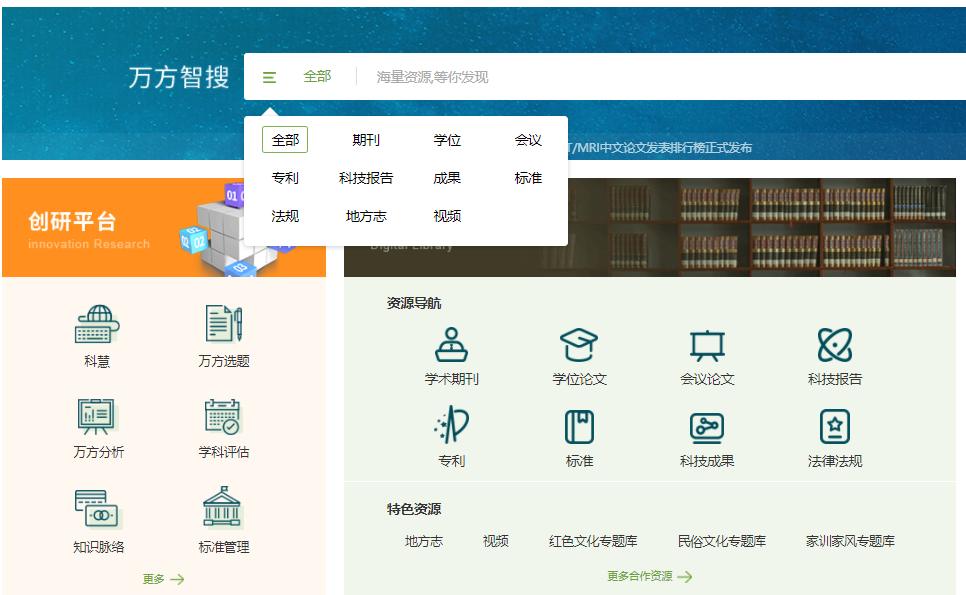 万方智搜 全部 海量资源,等你发现
全部 期刊 学位 会议
T/MRI中文论文发表排行榜正式发布
专利 科技报告 成果 标准
法规 地方志 视频
01
创研平台
innovation Research
02
02
03
Digital Library
资源导航
科慧 万方选题
学术期刊 学位论文 会议论文 科技报告
万方分析 学科评估
专利 标准 科技成果 法律法规
特色资源
知识脉络 标准管理
地方志 视频 红色文化专题库 民俗文化专题库 家训家风专题库
更多
更多合作资源